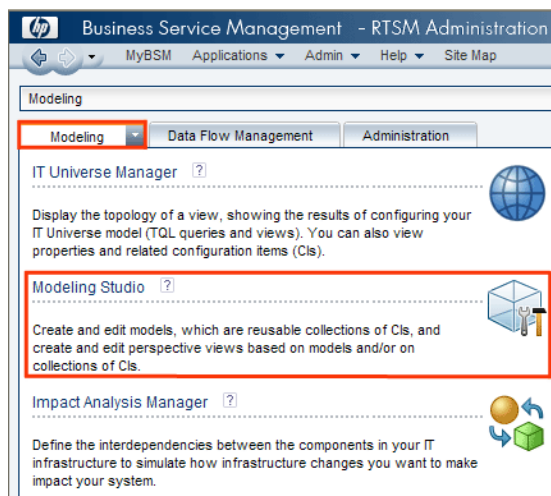 hp Business Service Management - RTSM Administration
MyBSM Applications Admin Help Site Map
Modeling
Modeling Data Flow Management Administration
IT Universe Manager ?
Display the topology of a view, showing the results of configuring your
IT Universe model (TQL queries and views). You can also view
properties and related configuration items (CIs).
Modeling Studio ?
Create and edit models, which are reusable collections of CIs, and
create and edit perspective views based on models and/or on
collections of CIs.
Impact Analysis Manager ?
Define the interdependencies between the components in your IT
infrastructure to simulate how infrastructure changes you want to make
impact your system.